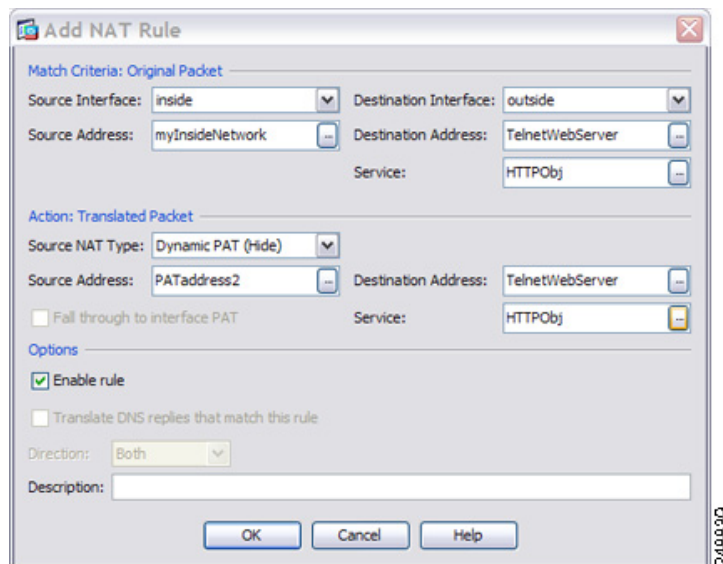 Add NAT Rule
Match Criteria: Original Packet
Source Interface: inside Destination Interface: outside
Source Address: myInsideNetwork ... Destination Address: TelnetWebServer ...
Service: HTTPObj ...
Action: Translated Packet
Source NAT Type: Dynamic PAT (Hide)
Source Address: PATaddress2 ... Destination Address: TelnetWebServer ...
Fall through to interface PAT Service: HTTPObj ...
Options
Enable rule
Translate DNS replies that match this rule
Direction: Both
Description:
OK Cancel Help